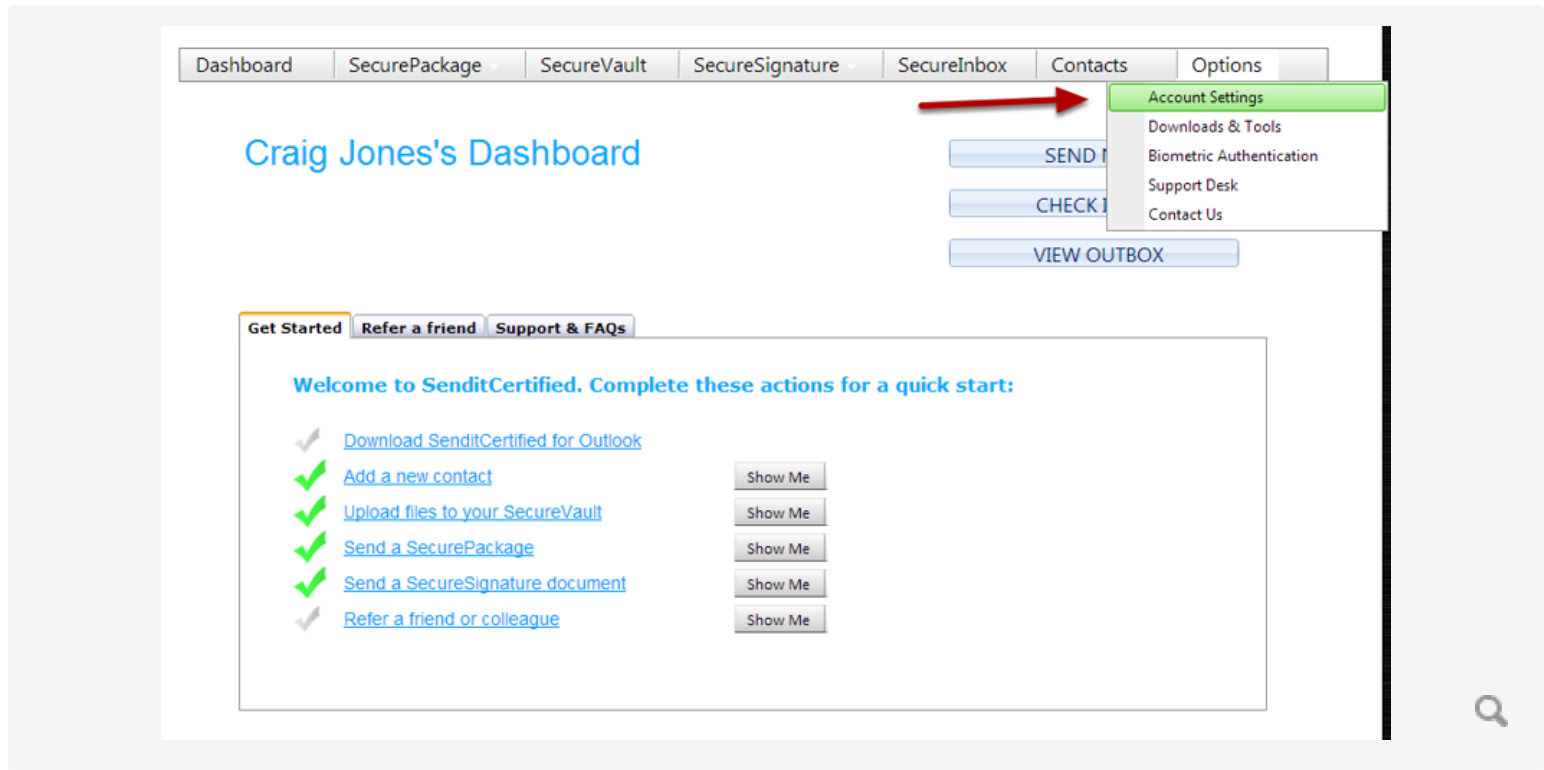 Dashboard SecurePackage SecureVault SecureSignature SecureInbox Contacts Options
Account Settings
Downloads & Tools
Biometric Authentication
Support Desk
Contact Us
Craig Jones's Dashboard
SEND
CHECK
VIEW OUTBOX
Get Started Refer a friend Support & FAQs
Welcome to SenditCertified. Complete these actions for a quick start:
Download SenditCertified for Outlook
Add a new contact Show Me
Upload files to your SecureVault Show Me
Send a SecurePackage Show Me
Send a SecureSignature document Show Me
Refer a friend or colleague Show Me